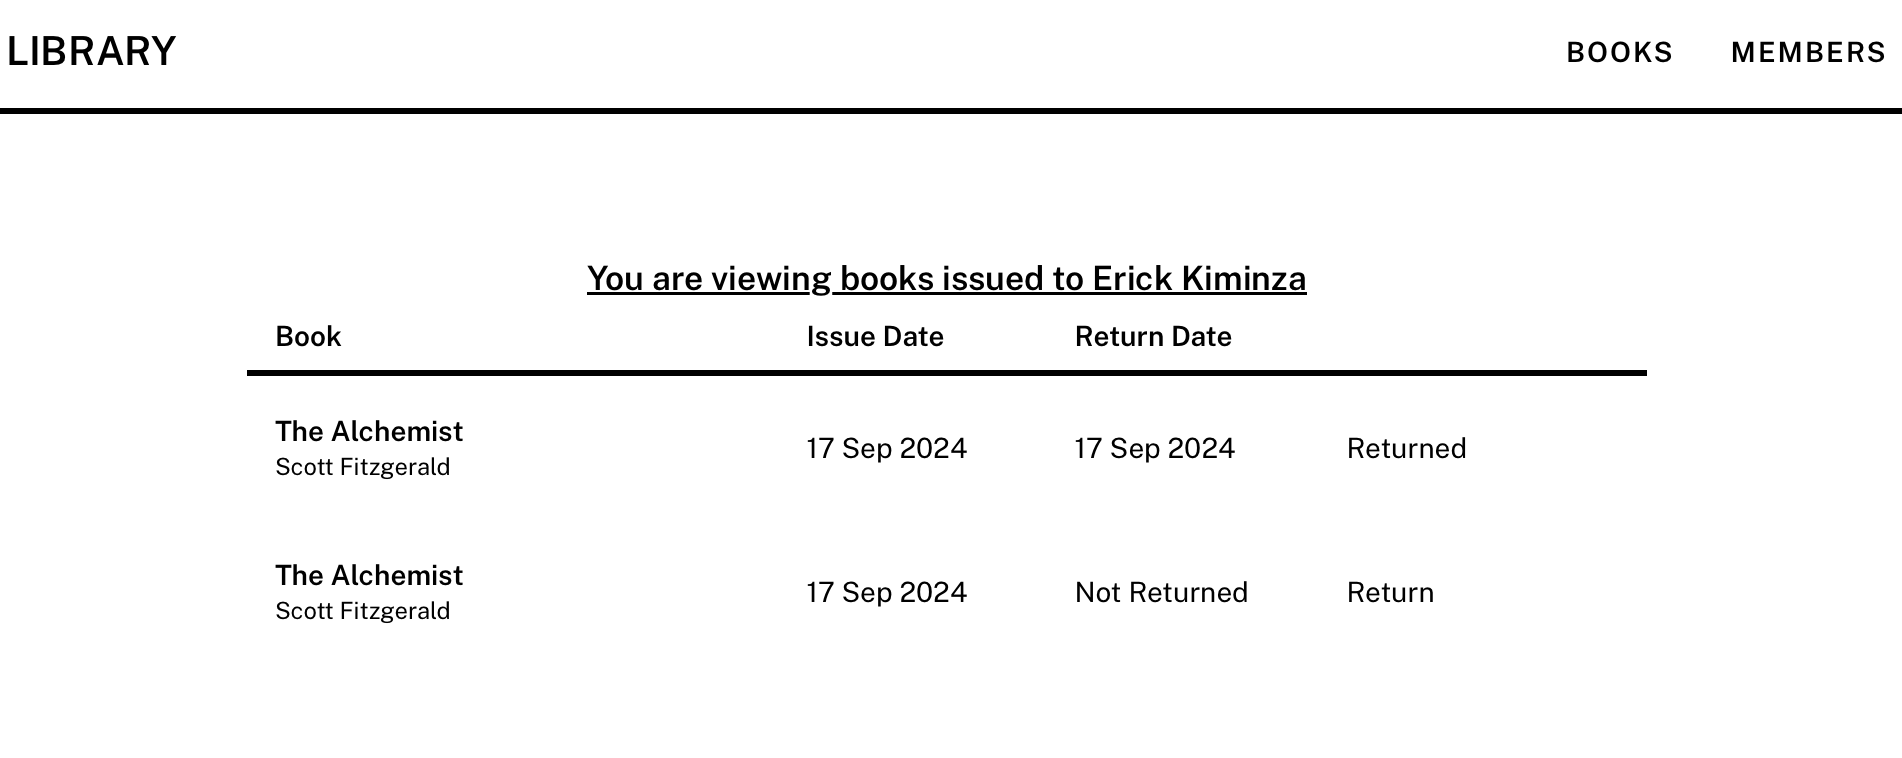 LIBRARY
BOOKS MEMBERS
You are viewing books issued to Erick Kiminza
Book Issue Date Return Date
The Alchemist
Scott Fitzgerald
17 Sep 2024 17 Sep 2024 Returned
The Alchemist
Scott Fitzgerald
17 Sep 2024 Not Returned Return